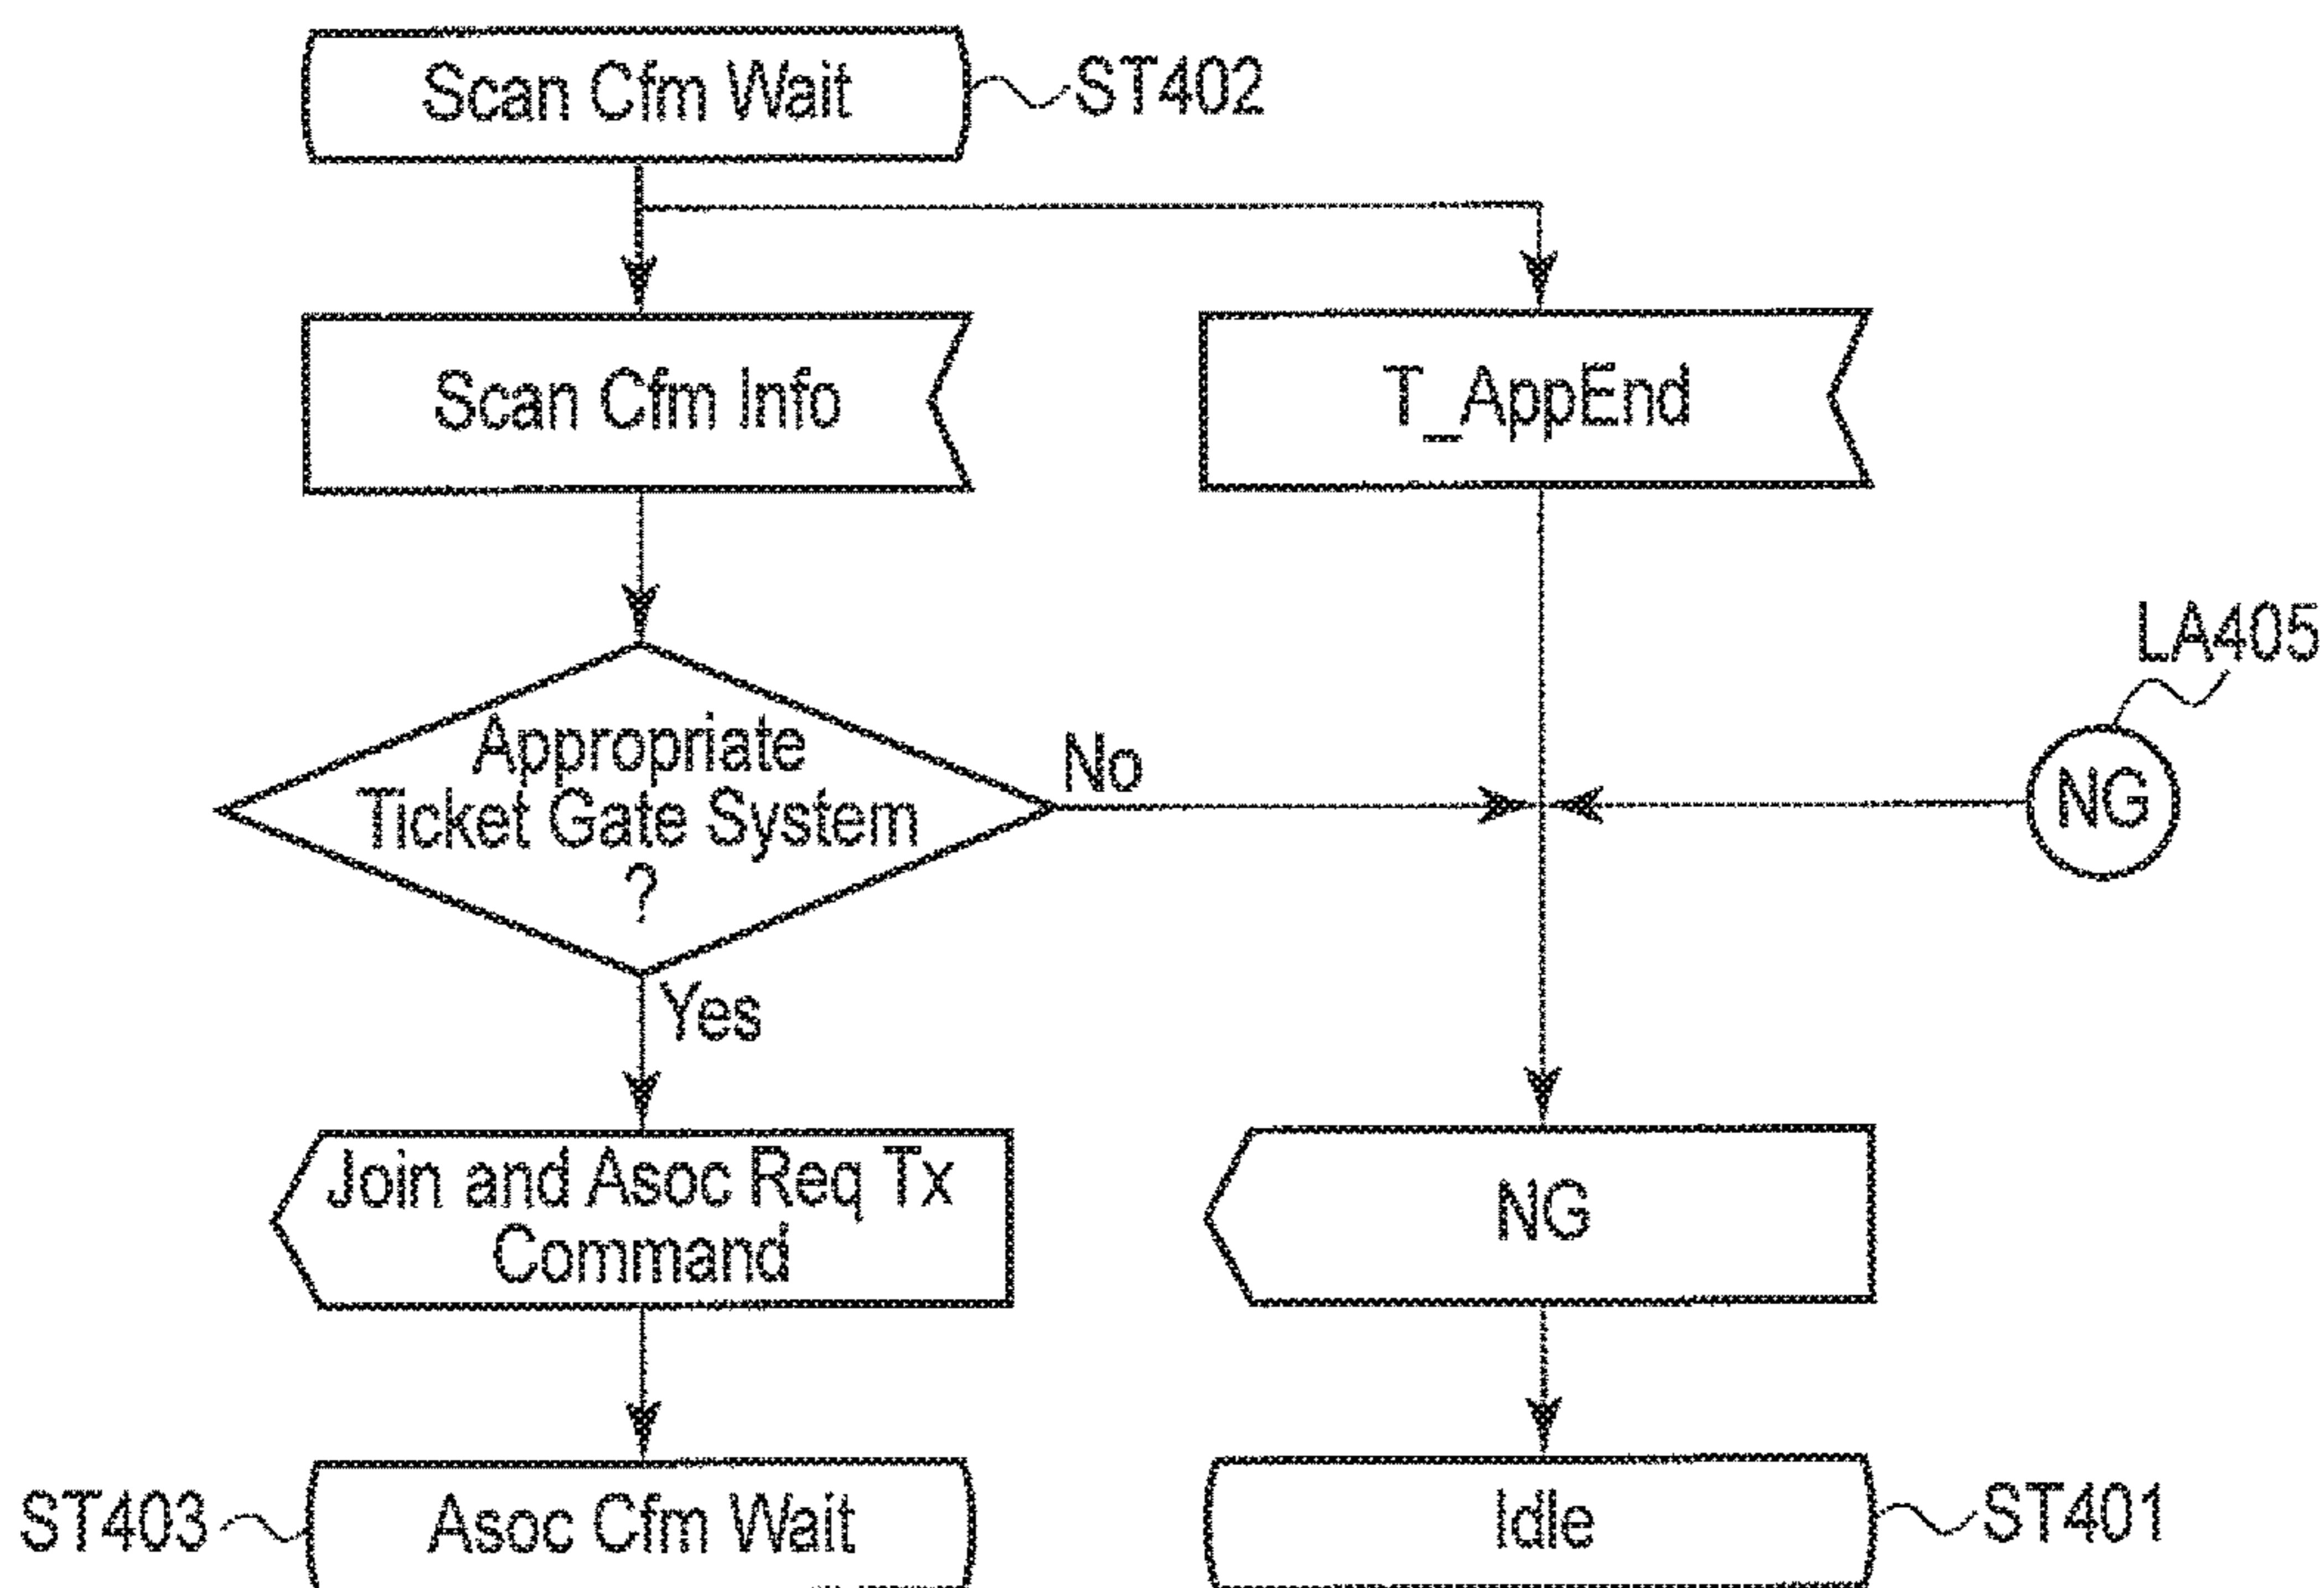 Scan Cfm Wait
ST402
Scan Cfm Info
T_AppEnd
LA405
Appropriate
Ticket Gate System
?
No
NG
Yes
Join and Asoc Req Tx
Command
NG
ST403
Asoc Cfm Wait
Idle
ST401